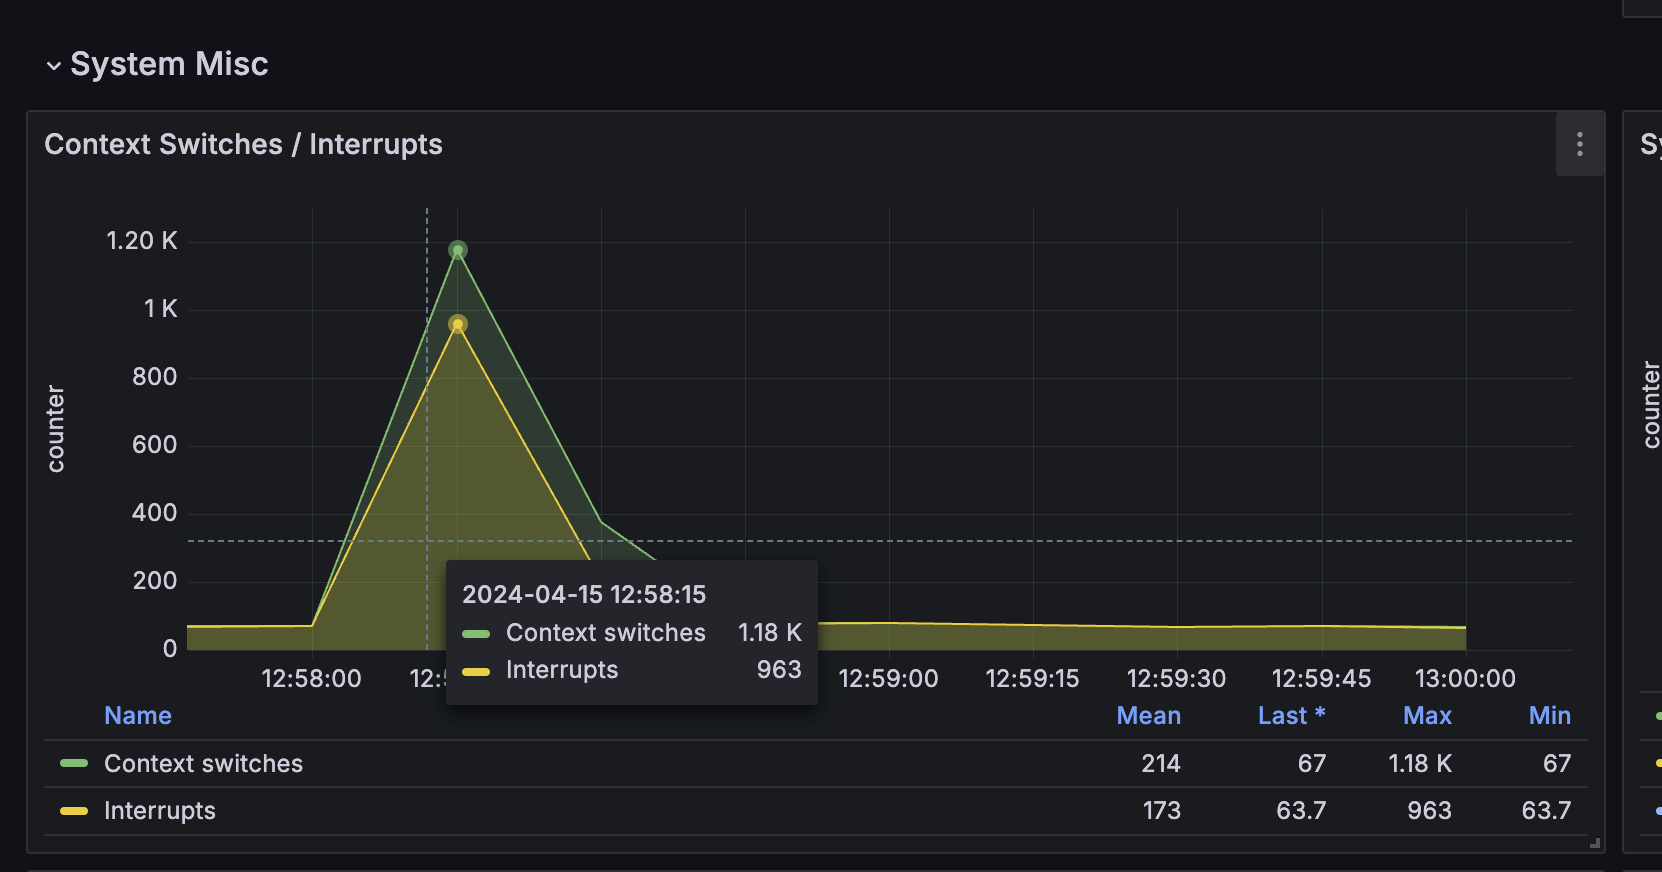 System Misc
Context Switches / Interrupts
1.20 K
1 K
800
600
400
200
0
counter
2024-04-15 12:58:15
Context switches 1.18 K
Interrupts 963
12:58:00 12:59:00 12:59:15 12:59:30 12:59:45 13:00:00
Name Mean Last * Max Min
Context switches 214 67 1.18 K 67
Interrupts 173 63.7 963 63.7
counter